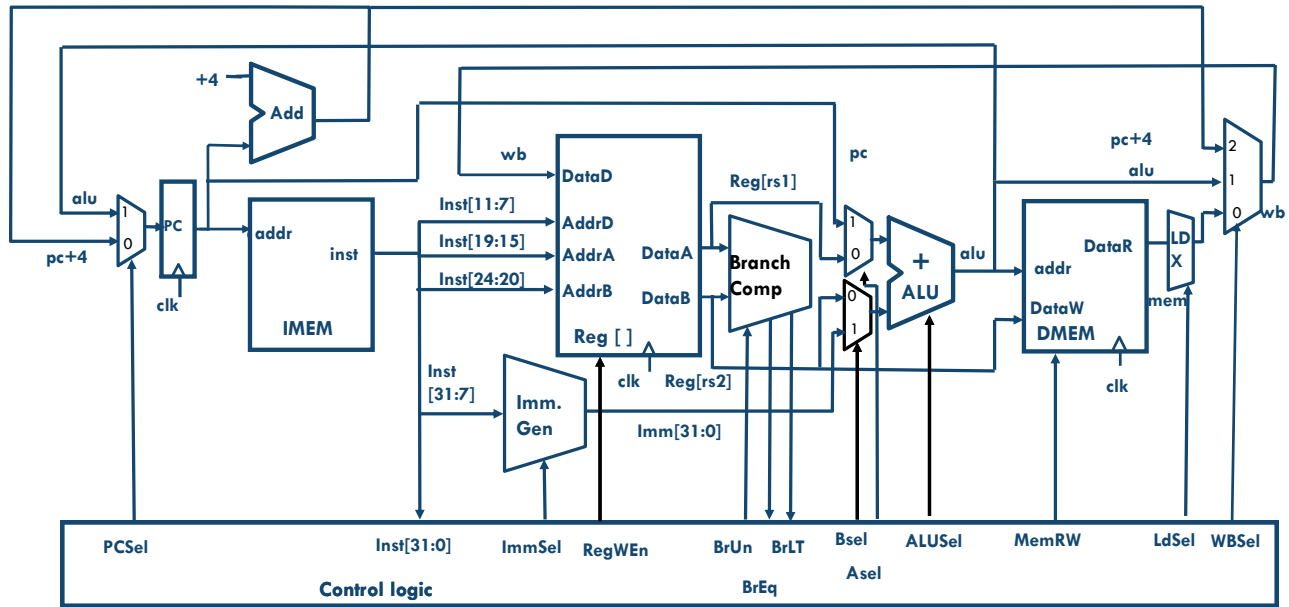 +4
Add
wb
pc
pc+4
DataD
Reg[rs1]
alu
2
alu
Inst[11:7]
1
1
1
PC
AddrD
0
wb
addr
Inst[19:15]
DataA
Branch
Comp
0
+
alu
DataR
LD
X
0
inst
AddrA
ALU
addr
pc+4
Inst[24:20]
AddrB
DataB
0
mem
clk
DataW
IMEM
Reg [ ]
1
DMEM
clk
Reg[rs2]
clk
Inst
[31:7]
Imm.
Gen
Imm[31:0]
PCSel
Inst[31:0]
ImmSel
RegWEn
BrUn
BrLT
Bsel
ALUSel
MemRW
LdSel
WBSel
Asel
BrEq
Control logic